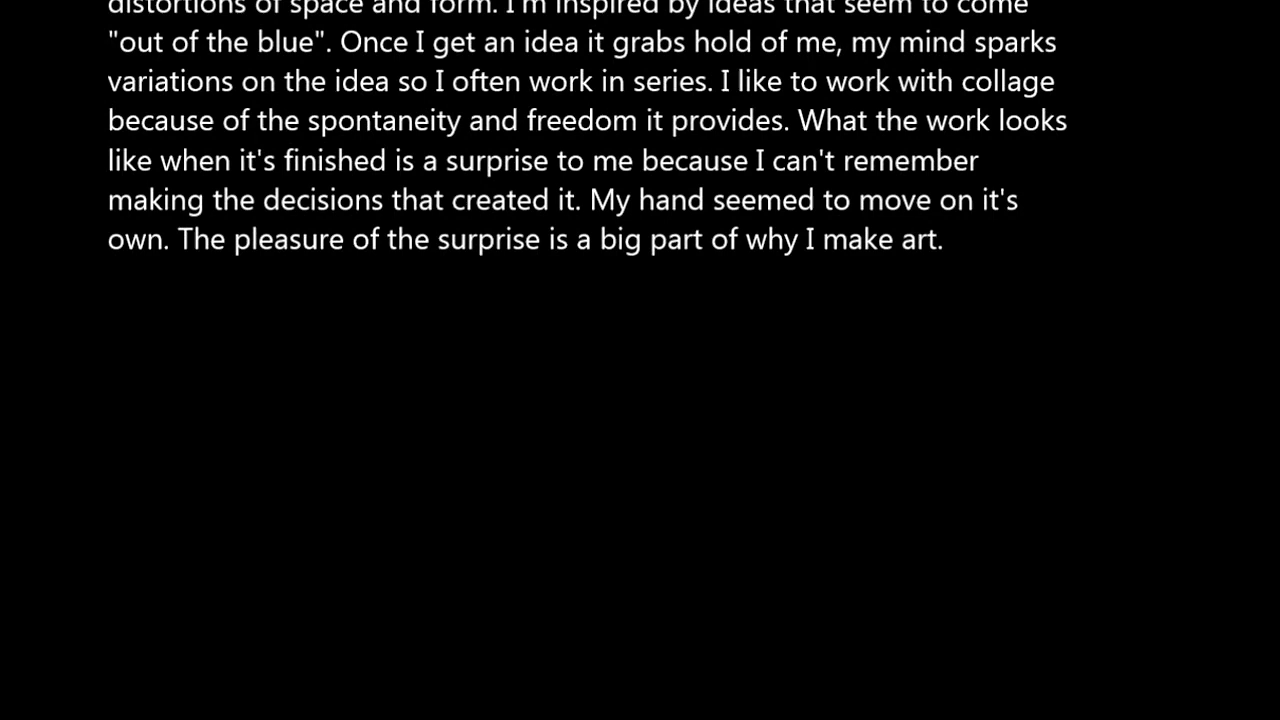 distortions of space and form. I'm inspired by ideas that seem to come
"out of the blue". Once I get an idea it grabs hold of me, my mind sparks
variations on the idea so I often work in series. I like to work with collage
because of the spontaneity and freedom it provides. What the work looks
like when it's finished is a surprise to me because I can't remember
making the decisions that created it. My hand seemed to move on it's
own. The pleasure of the surprise is a big part of why I make art.